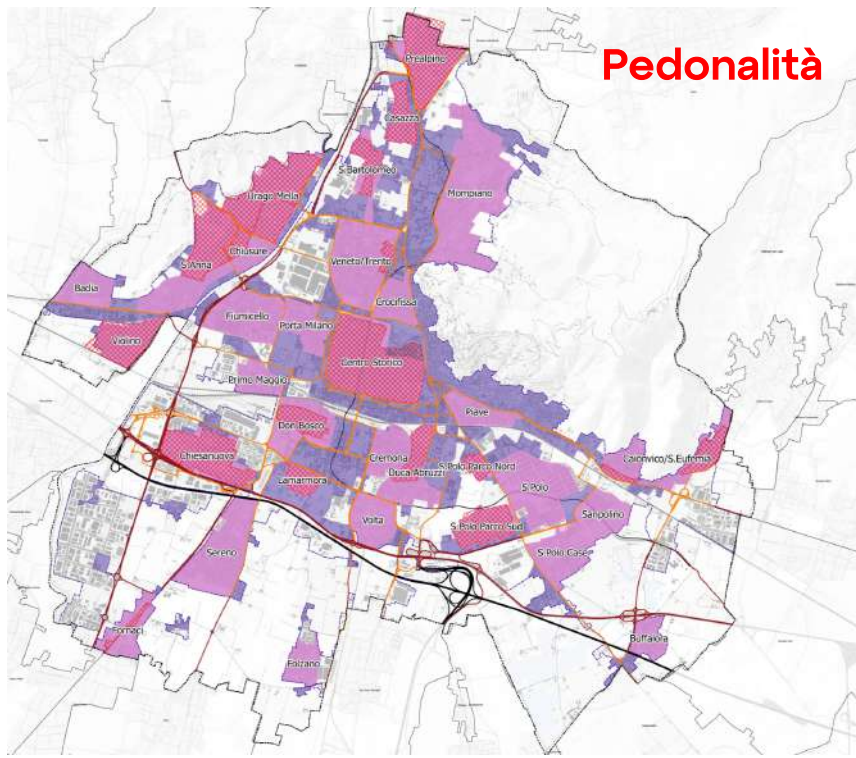 Pedonalità
Prealpino
Casazza
S.Bartolomeo
Mompiano
Urago Mella
Chiusure
S.Anna
Veneto/Trento
Badia
Crocifissa
Fiumicello
Porta Milano
Violino
Centro Storico
Primo Maggio
Piave
Don Bosco
Chiesanuova
Cremona
Caionvico/S.Eufemia
S.Polo Parco Nord
Duca Abruzzi
Lamarmora
S.Polo
Sanpolino
Volta
S.Polo Parco Sud
Sereno
S.Polo Case
Fornaci
Buffalora
Folzano